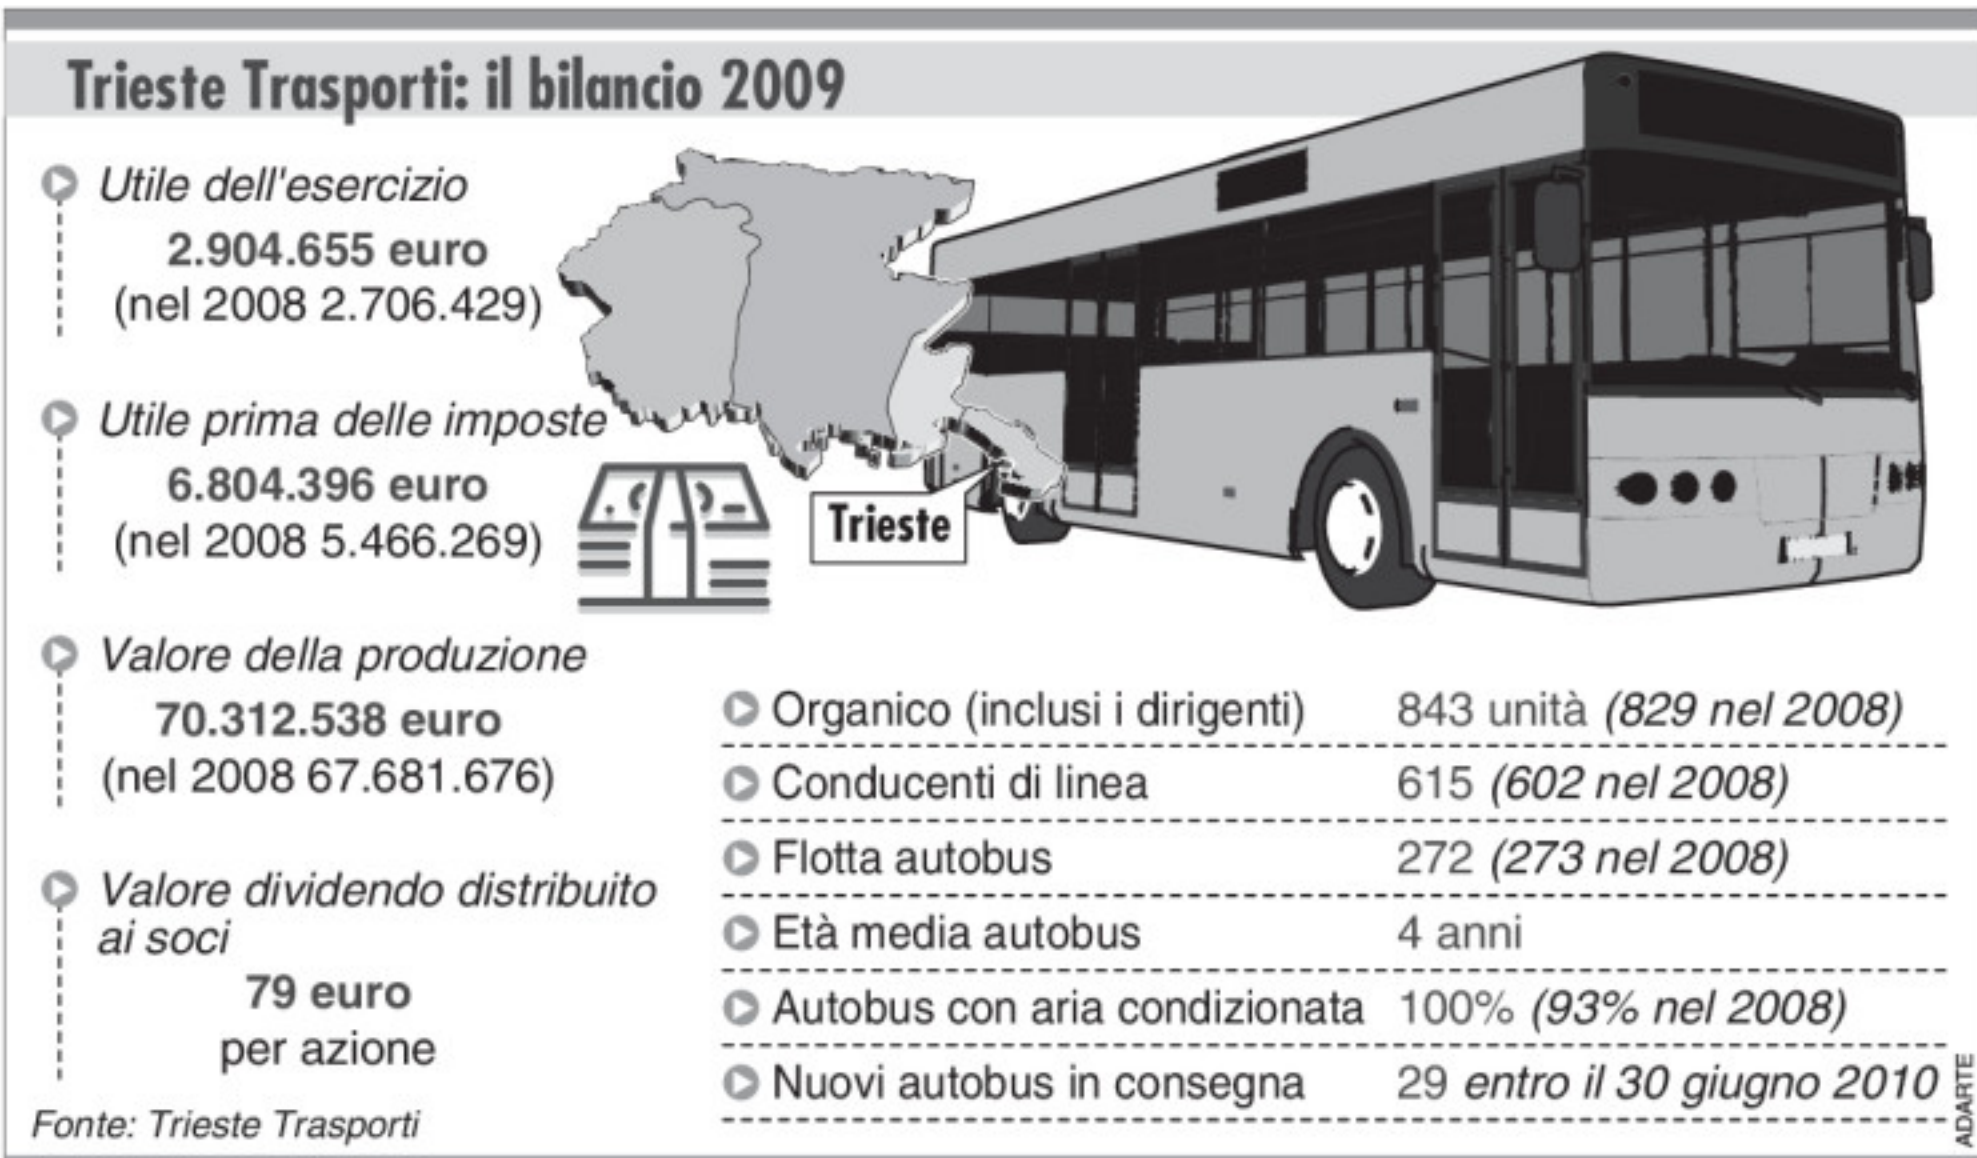 Trieste Trasporti: il bilancio 2009
Utile dell'esercizio
2.904.655 euro
(nel 2008 2.706.429)
Utile prima delle imposte
6.804.396 euro
(nel 2008 5.466.269)
Valore della produzione
70.312.538 euro
(nel 2008 67.681.676)
Valore dividendo distribuito
ai soci
79 euro
per azione
Fonte: Trieste Trasporti
Trieste
Organico (inclusi i dirigenti) 843 unità (829 nel 2008)
Conducenti di linea 615 (602 nel 2008)
Flotta autobus 272 (273 nel 2008)
Età media autobus 4 anni
Autobus con aria condizionata 100% (93% nel 2008)
Nuovi autobus in consegna 29 entro il 30 giugno 2010
ADARTE